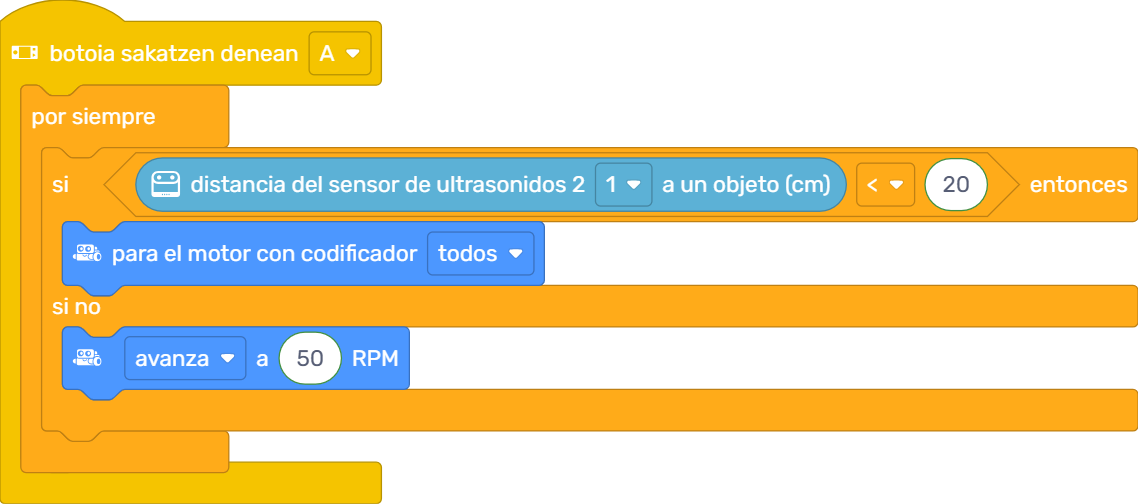 botoia sakatzen denean A
por siempre
si distancia del sensor de ultrasonidos 2 1 a un objeto (cm) < 20 entonces
para el motor con codificador todos
si no
avanza a 50 RPM